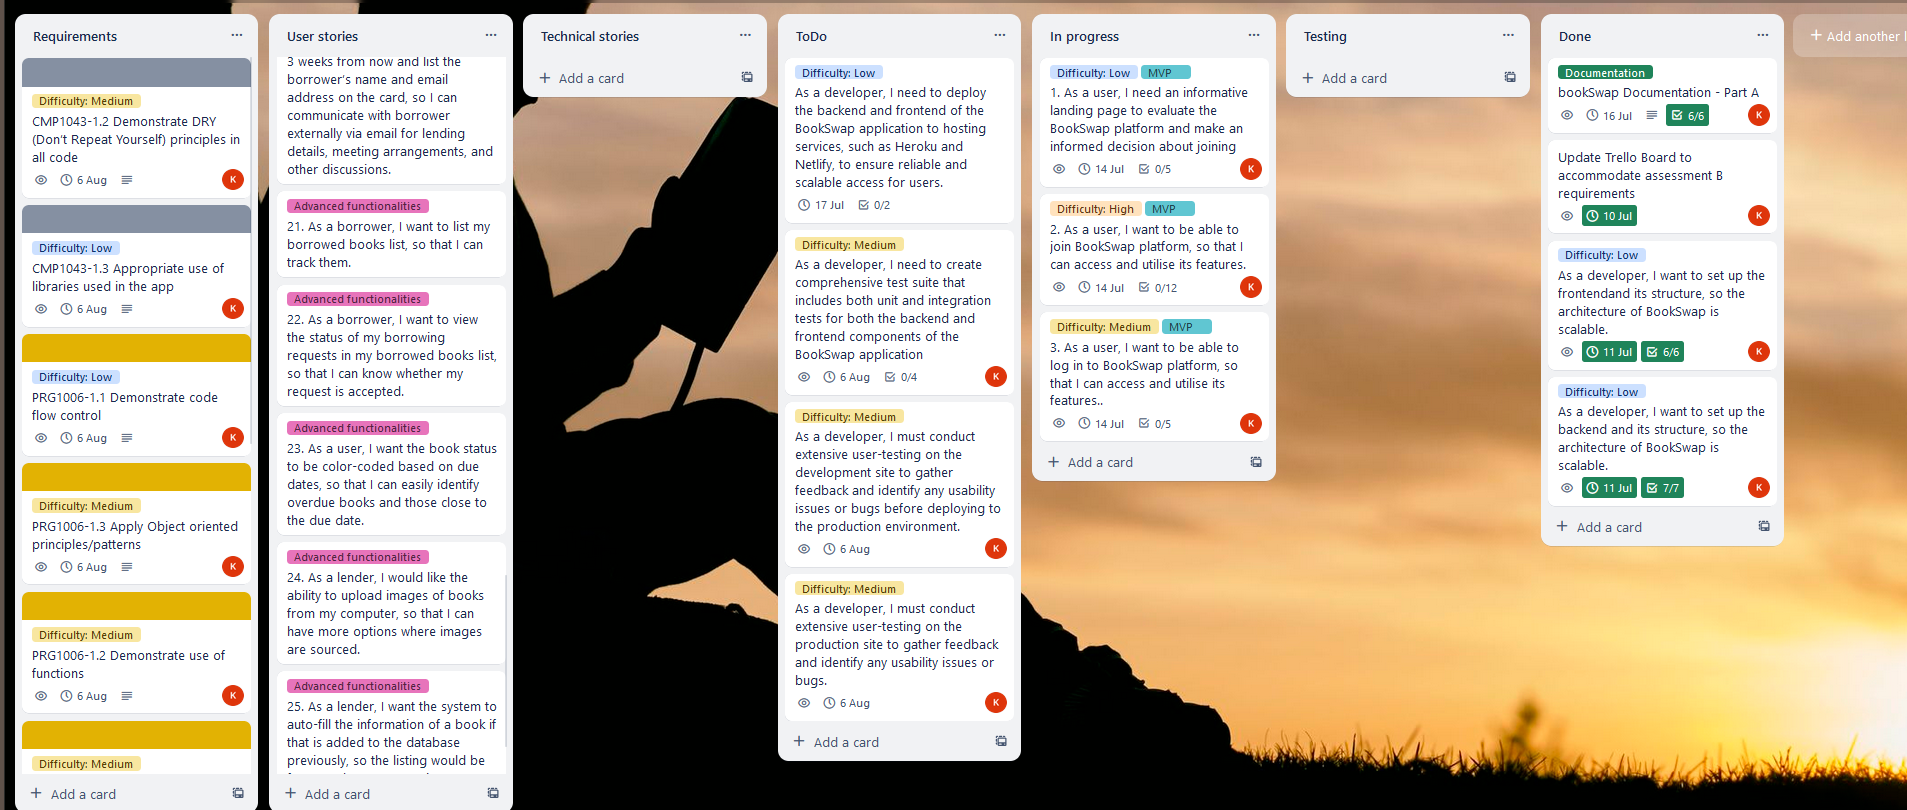 Requirements
Difficulty: Medium
CMP1043-1.2 Demonstrate DRY
(Don't Repeat Yourself) principles in
all code
6 Aug
K
Difficulty: Low
CMP1043-1.3 Appropriate use of
libraries used in the app
6 Aug
K
Difficulty: Low
PRG1006-1.1 Demonstrate code
flow control
6 Aug
K
Difficulty: Medium
PRG1006-1.3 Apply Object oriented
principles/patterns
6 Aug
K
Difficulty: Medium
PRG1006-1.2 Demonstrate use of
functions
6 Aug
K
Difficulty: Medium
+ Add a card
User stories
3 weeks from now and list the
borrower's name and email
address on the card, so I can
communicate with borrower
externally via email for lending
details, meeting arrangements, and
other discussions.
Advanced functionalities
21. As a borrower, I want to list my
borrowed books list, so that I can
track them.
Advanced functionalities
22. As a borrower, I want to view
the status of my borrowing
requests in my borrowed books list,
so that I can know whether my
request is accepted.
Advanced functionalities
23. As a user, I want the book status
to be color-coded based on due
dates, so that I can easily identify
overdue books and those close to
the due date.
Advanced functionalities
24. As a lender, I would like the
ability to upload images of books
from my computer, so that I can
have more options where images
are sourced.
Advanced functionalities
25. As a lender, I want the system to
auto-fill the information of a book if
that is added to the database
previously, so the listing would be
+ Add a card
Technical stories
+ Add a card
ToDo
Difficulty: Low
As a developer, I need to deploy
the backend and frontend of the
BookSwap application to hosting
services, such as Heroku and
Netlify, to ensure reliable and
scalable access for users.
17 Jul 0/2
Difficulty: Medium
As a developer, I need to create
comprehensive test suite that
includes both unit and integration
tests for both the backend and
frontend components of the
BookSwap application
6 Aug 0/4
K
Difficulty: Medium
As a developer, I must conduct
extensive user-testing on the
development site to gather
feedback and identify any usability
issues or bugs before deploying to
the production environment.
6 Aug
K
Difficulty: Medium
As a developer, I must conduct
extensive user-testing on the
production site to gather feedback
and identify any usability issues or
bugs.
6 Aug
K
+ Add a card
In progress
Difficulty: Low MVP
1. As a user, I need an informative
landing page to evaluate the
BookSwap platform and make an
informed decision about joining
14 Jul 0/5
K
Difficulty: High MVP
2. As a user, I want to be able to
join BookSwap platform, so that I
can access and utilise its features.
14 Jul 0/12
K
Difficulty: Medium MVP
3. As a user, I want to be able to
log in to BookSwap platform, so
that I can access and utilise its
features..
14 Jul 0/5
K
+ Add a card
Testing
+ Add a card
Done
Documentation
bookSwap Documentation - Part A
16 Jul 6/6
K
Update Trello Board to
accommodate assessment B
requirements
10 Jul
K
Difficulty: Low
As a developer, I want to set up the
frontendand its structure, so the
architecture of BookSwap is
scalable.
11 Jul 6/6
K
Difficulty: Low
As a developer, I want to set up the
backend and its structure, so the
architecture of BookSwap is
scalable.
11 Jul 7/7
K
+ Add a card
+ Add another